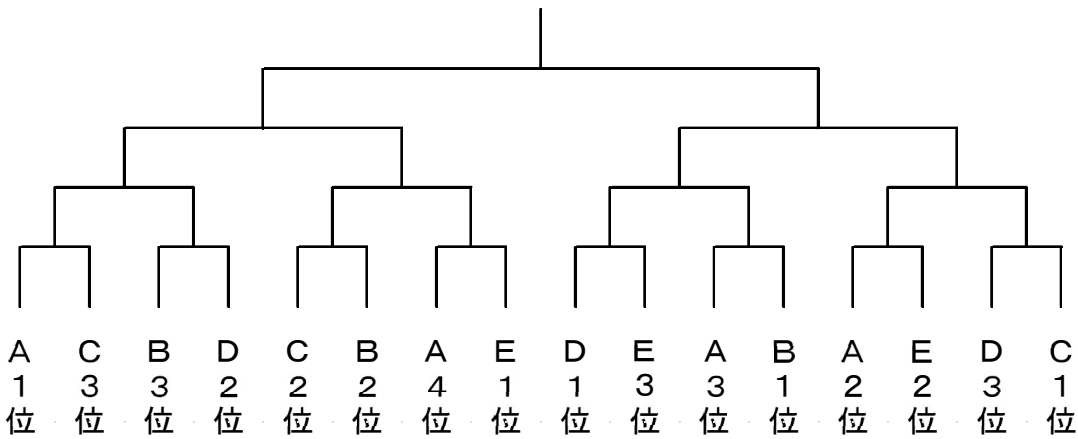 A C B D C B A E D E A B A E D C
1 3 3 2 2 2 4 1 1 3 3 1 2 2 3 1
位 位 位 位 位 位 位 位 位 位 位 位 位 位 位 位